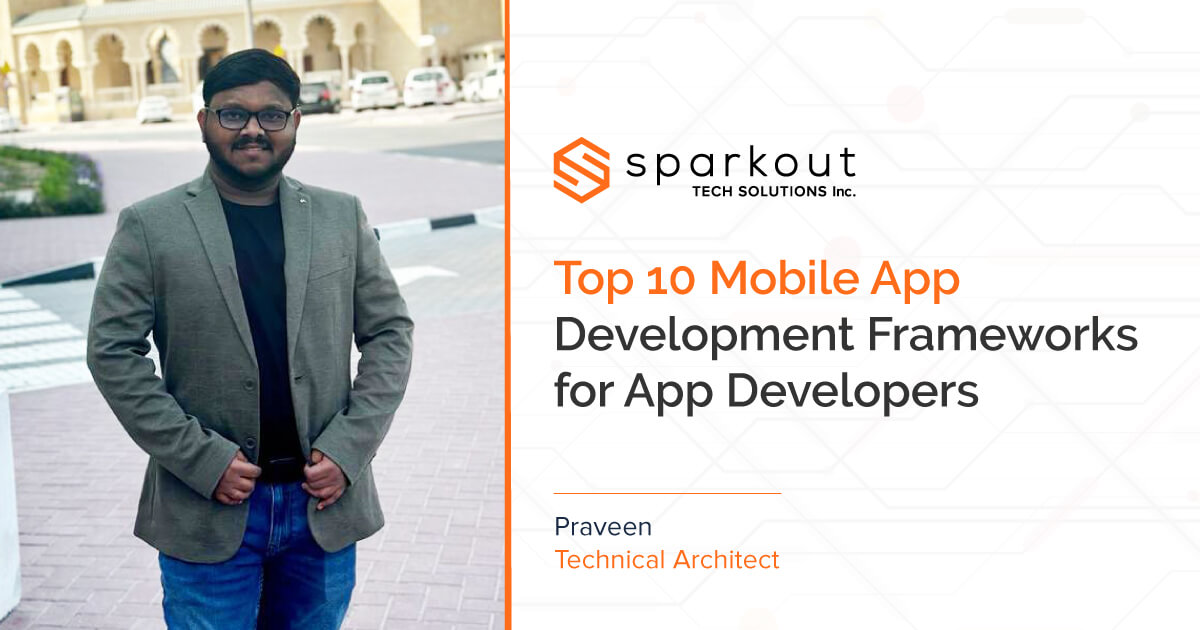 sparkout
TECH SOLUTIONS Inc.
Top 10 Mobile App
Development Frameworks
for App Developers
Praveen
Technical Architect